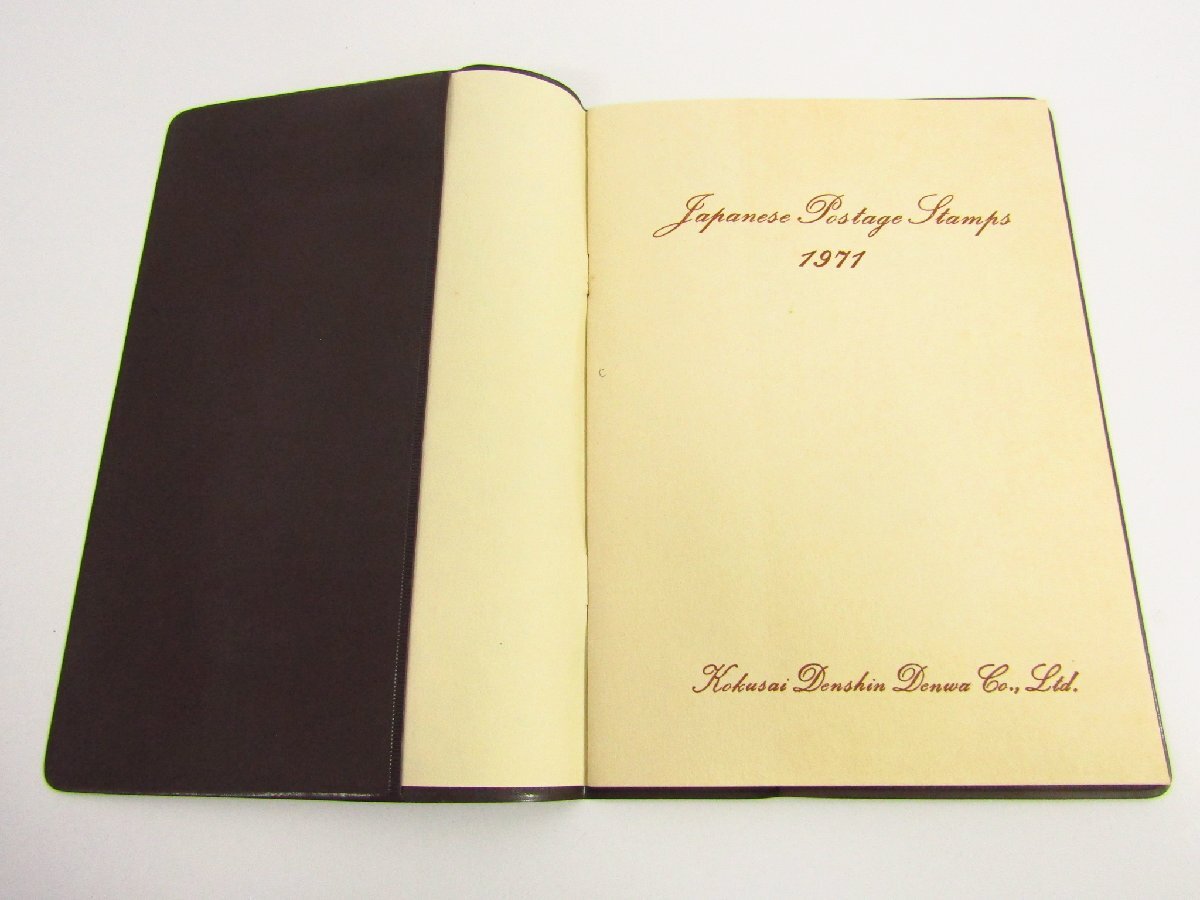 Japanese Postage Stamps
1971
Kokusai Denshin Denwa Co., Ltd.